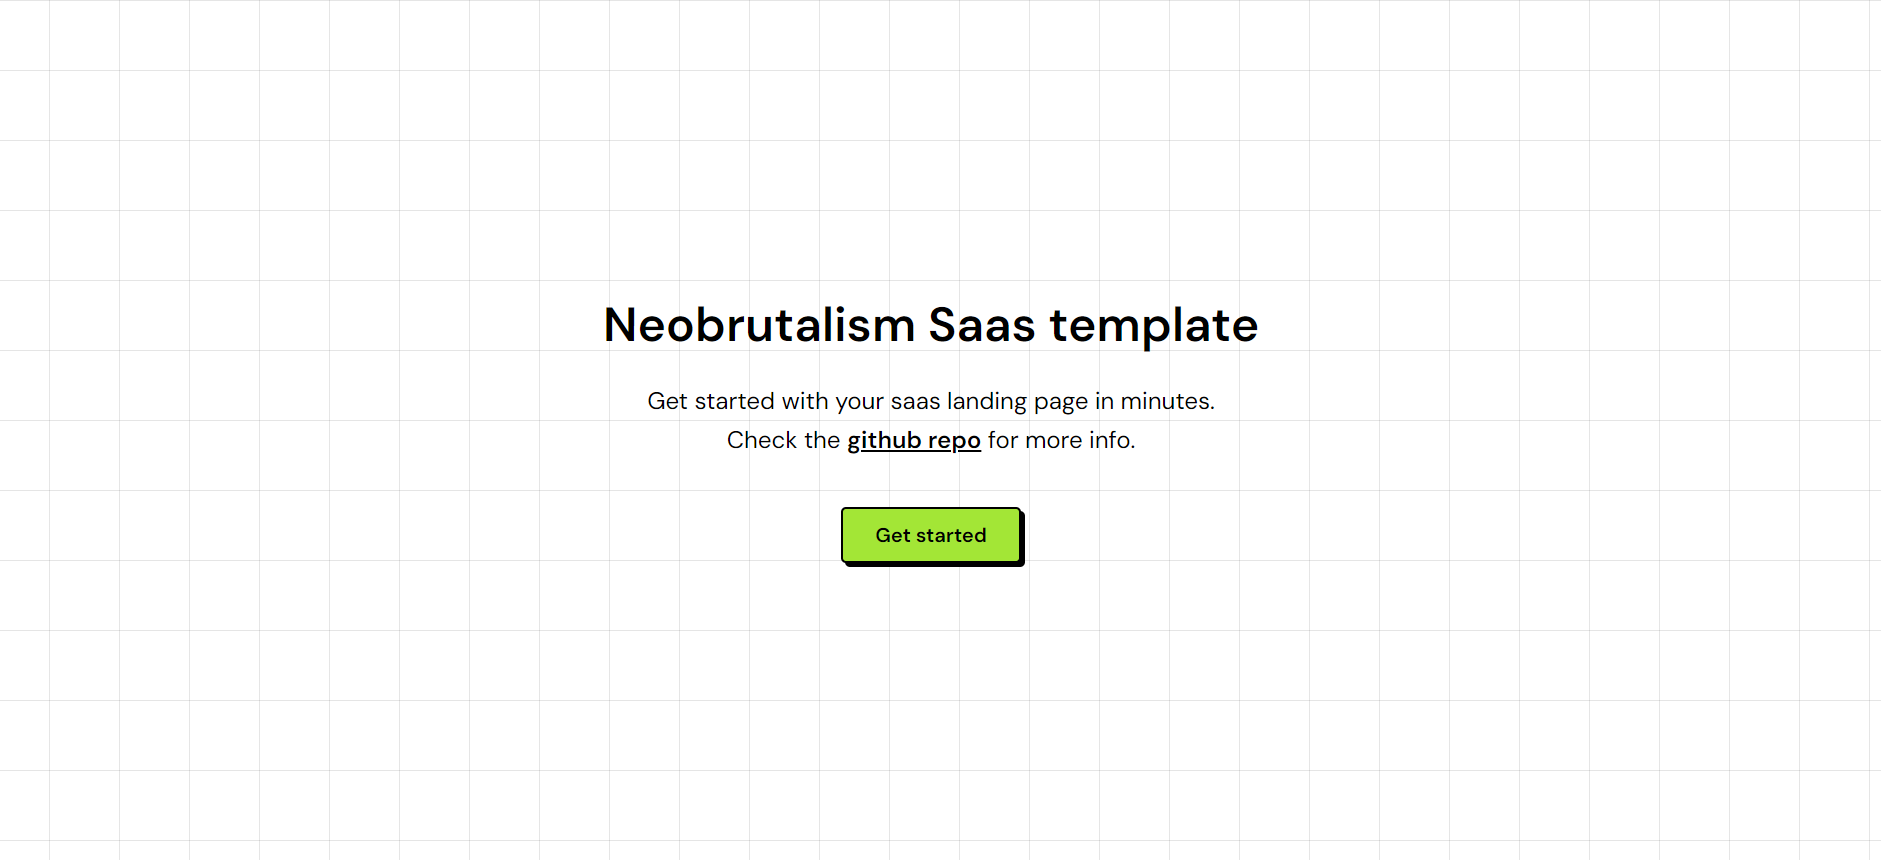 Neobrutalism Saas template
Get started with your saas landing page in minutes.
Check the github repo for more info.
Get started